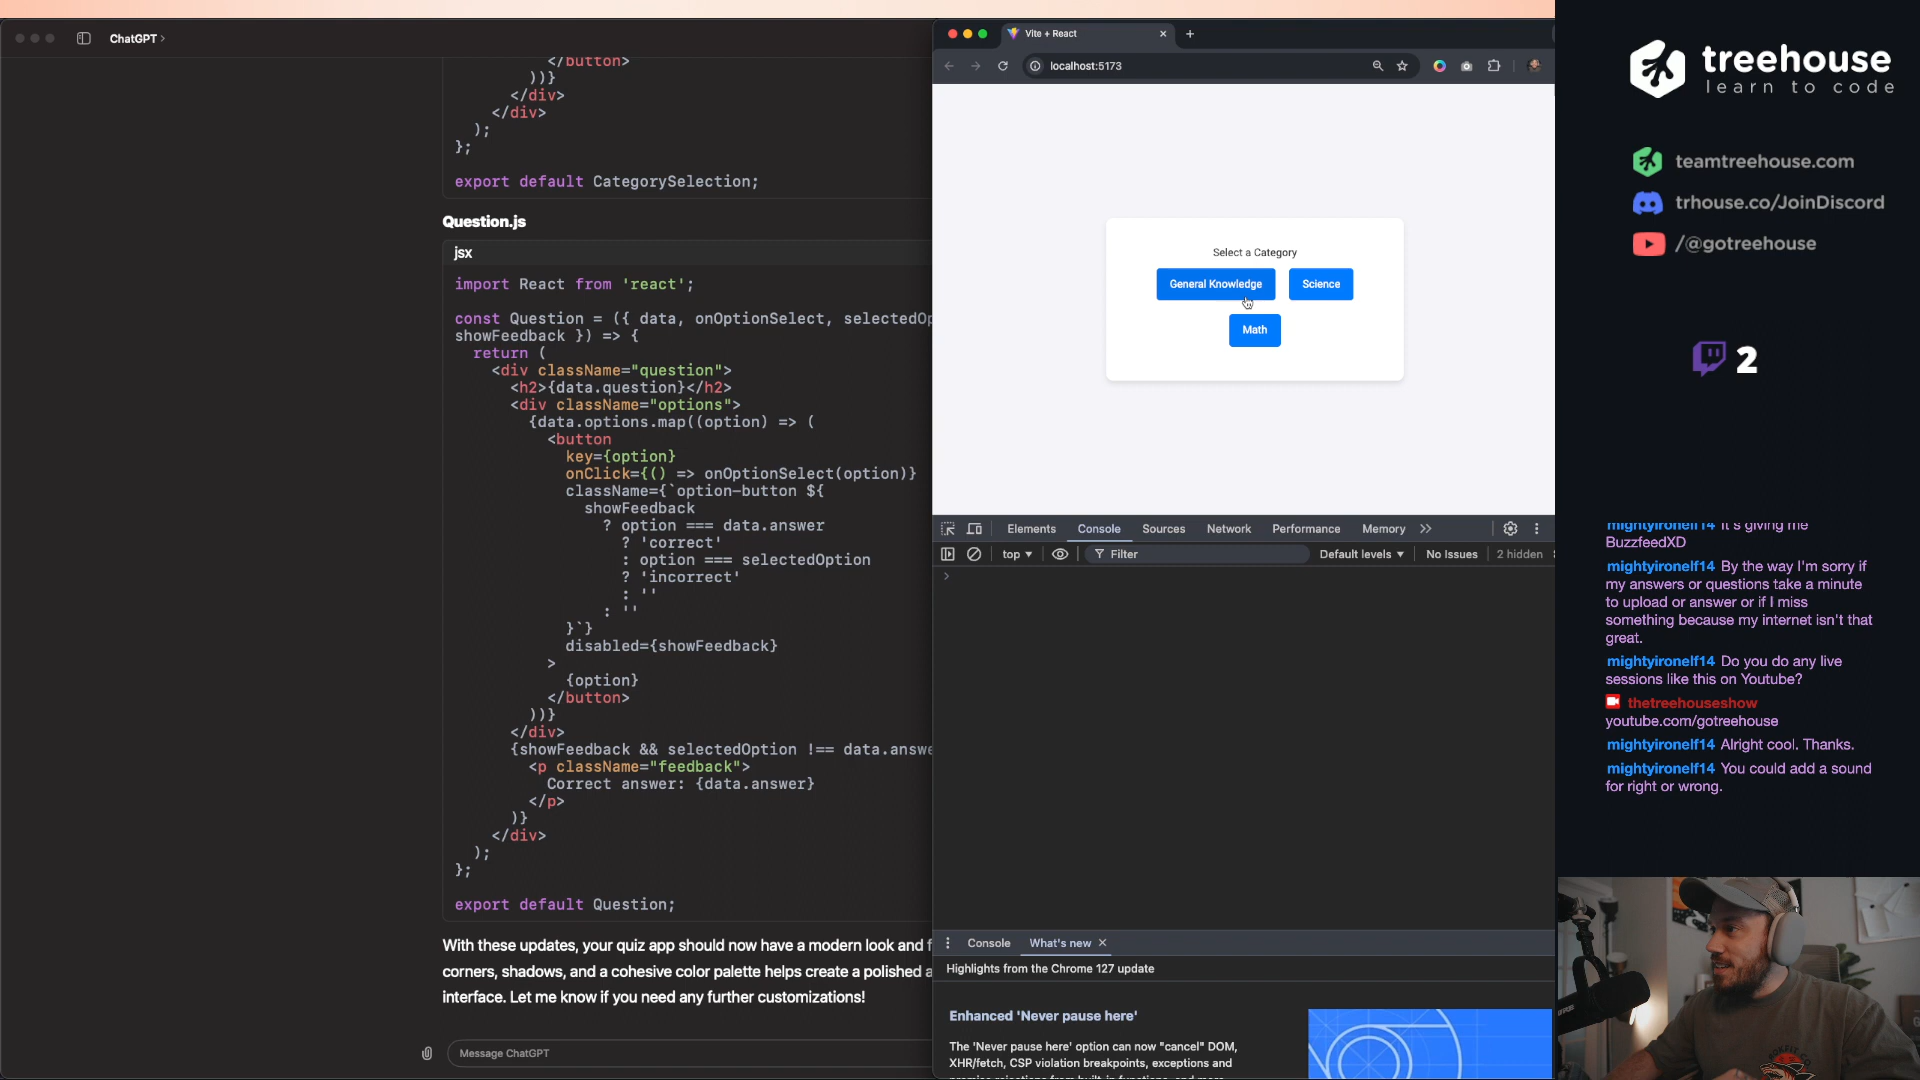 ChatGPT >
</button>
))}
</div>
</div>
);
};
export default CategorySelection;
Question.js
jsx
import React from 'react';
const Question = ({ data, onOptionSelect, selectedOp
showFeedback }) => {
return (
<div className="question">
<h2>{data.question}</h2>
<div className="options">
{data.options.map((option) => (
<button
key={option}
onClick={() => onOptionSelect(option)}
className={`option-button ${
showFeedback
? option === data.answer
? 'correct'
: option === selectedOption
? 'incorrect'
: ''
: ''
}`}
disabled={showFeedback}
>
{option}
</button>
))}
</div>
{showFeedback && selectedOption !== data.answe
<p className="feedback">
Correct answer: {data.answer}
</p>
)}
</div>
);
};
export default Question;
With these updates, your quiz app should now have a modern look and f
corners, shadows, and a cohesive color palette helps create a polished a
interface. Let me know if you need any further customizations!
Message ChatGPT
Vite + React
localhost:5173
Select a Category
General Knowledge
Science
Math
Elements Console Sources Network Performance Memory >>
top Filter Default levels No Issues 2 hidden
>
Console What's new
Highlights from the Chrome 127 update
Enhanced 'Never pause here'
The 'Never pause here' option can now "cancel" DOM,
XHR/fetch, CSP violation breakpoints, exceptions and
treehouse
learn to code
teamtreehouse.com
trhouse.co/JoinDiscord
/@gotreehouse
2
mightyironelf14 It's giving me
BuzzfeedXD
mightyironelf14 By the way I'm sorry if
my answers or questions take a minute
to upload or answer or if I miss
something because my internet isn't that
great.
mightyironelf14 Do you do any live
sessions like this on Youtube?
thetreehouseshow
youtube.com/gotreehouse
mightyironelf14 Alright cool. Thanks.
mightyironelf14 You could add a sound
for right or wrong.